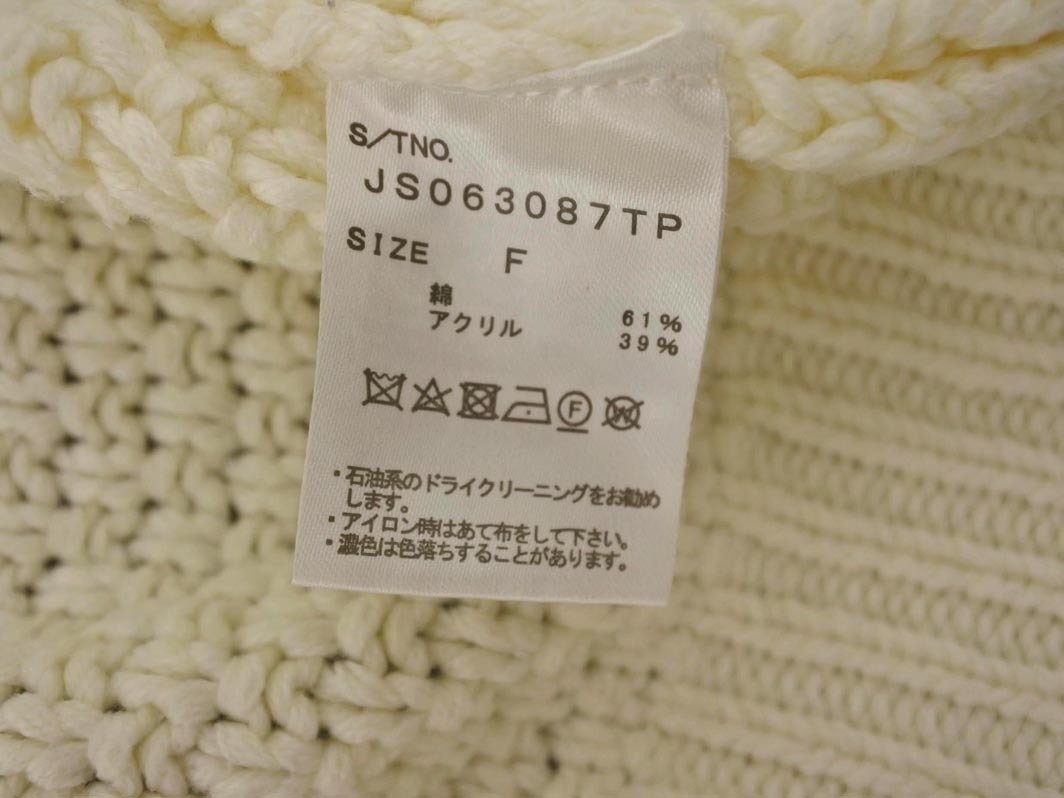 S/TNO.
JS063087TP
SIZE F
綿 61%
アクリル 39%
F W
・石油系のドライクリーニングをお勧め
します。
・アイロン時はあて布をして下さい。
・濃色は色落ちすることがあります。